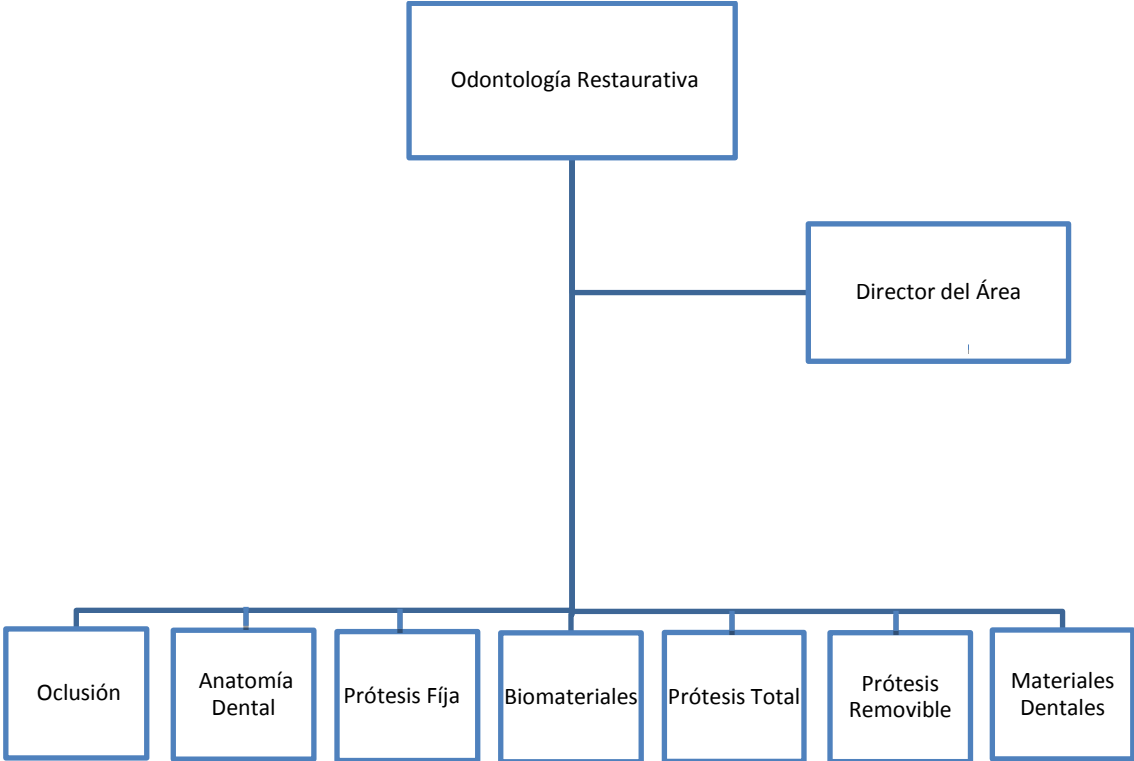 Odontología Restaurativa
Director del Área
Oclusión
Anatomía
Dental
Prótesis Fíja
Biomateriales
Prótesis Total
Prótesis
Removible
Materiales
Dentales